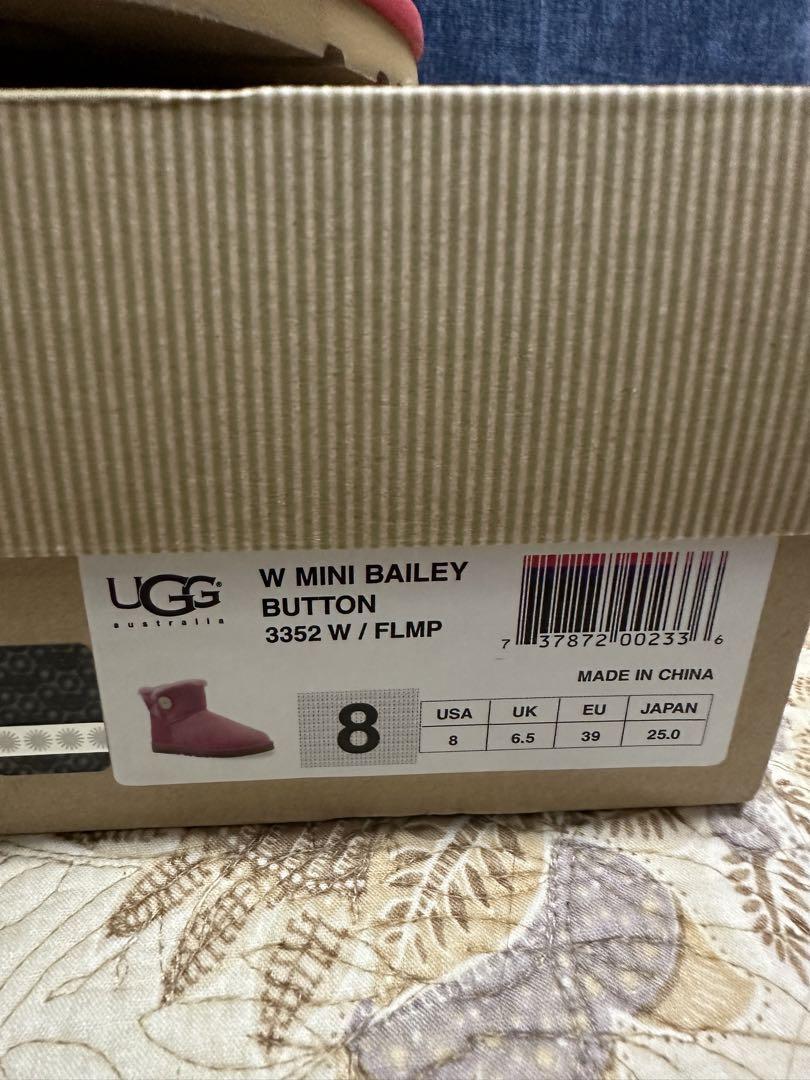 UGG®
australia
W MINI BAILEY
BUTTON
3352 W / FLMP
7 37872 00233 6
MADE IN CHINA
8
USA UK EU JAPAN
8 6.5 39 25.0